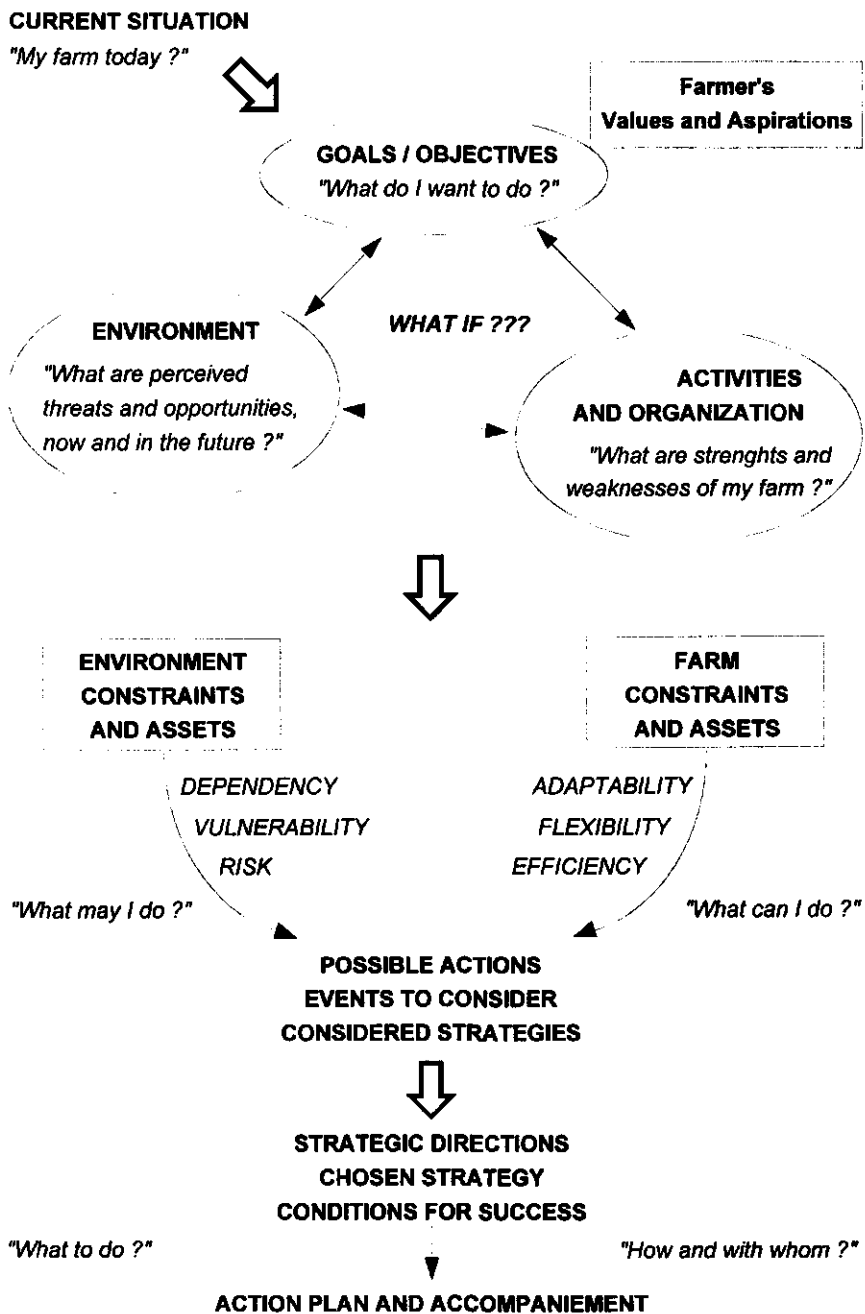 CURRENT SITUATION
"My farm today ?"
Farmer's
Values and Aspirations
GOALS / OBJECTIVES
"What do I want to do ?"
WHAT IF ???
ENVIRONMENT
"What are perceived
threats and opportunities,
now and in the future ?"
ACTIVITIES
AND ORGANIZATION
"What are strenghts and
weaknesses of my farm ?"
ENVIRONMENT
CONSTRAINTS
AND ASSETS
FARM
CONSTRAINTS
AND ASSETS
DEPENDENCY
VULNERABILITY
RISK
ADAPTABILITY
FLEXIBILITY
EFFICIENCY
"What may I do ?"
"What can I do ?"
POSSIBLE ACTIONS
EVENTS TO CONSIDER
CONSIDERED STRATEGIES
STRATEGIC DIRECTIONS
CHOSEN STRATEGY
CONDITIONS FOR SUCCESS
"What to do ?"
"How and with whom ?"
ACTION PLAN AND ACCOMPANIEMENT